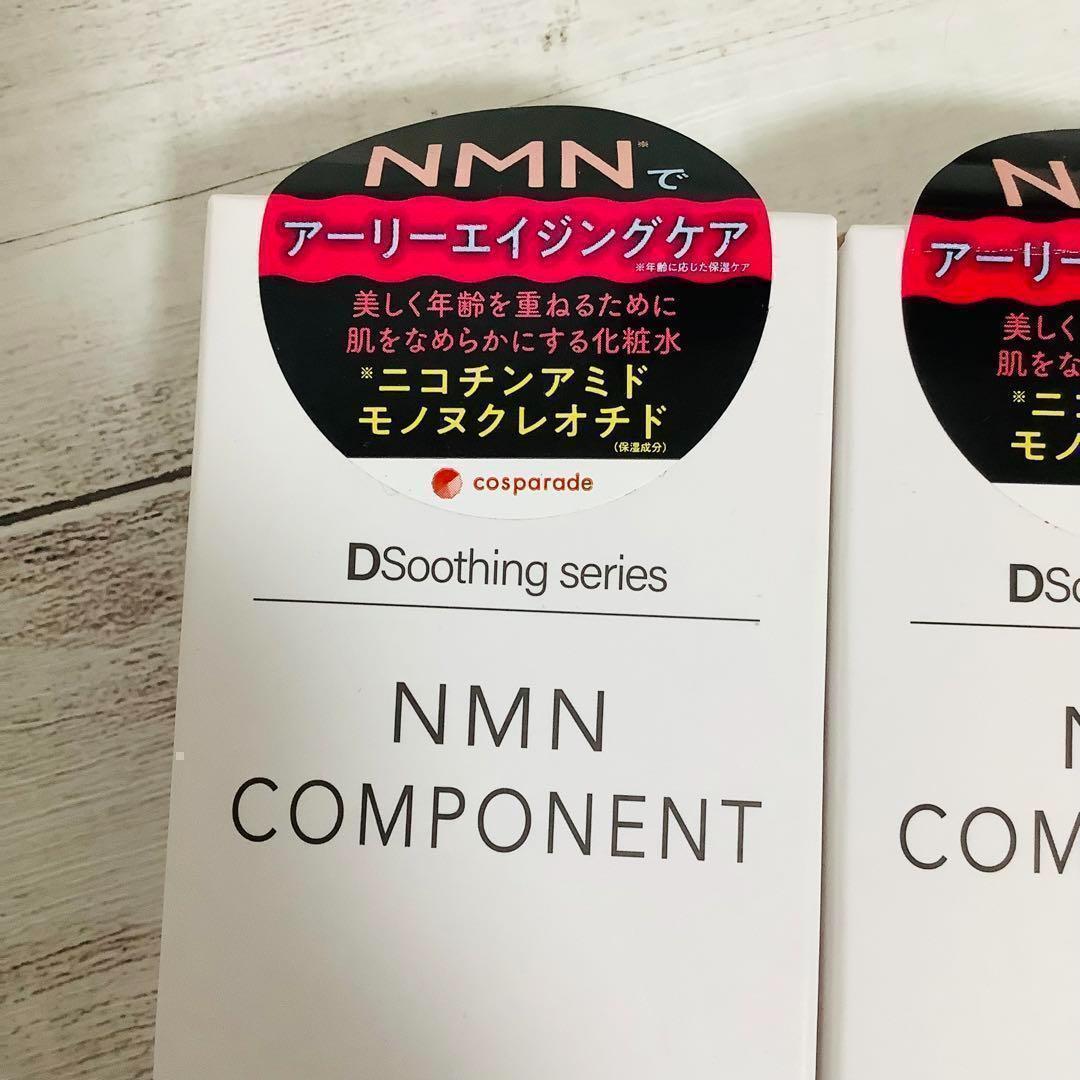 NMN※で
アーリーエイジングケア
※年齢に応じた保湿ケア
美しく年齢を重ねるために
肌をなめらかにする化粧水
※ニコチンアミド
モノヌクレオチド
(保湿成分)
cosparade
DSoothing series
NMN
COMPONENT
N
アーリー
美しく
肌をな
※ニコ
モノ
DSo
N
COM